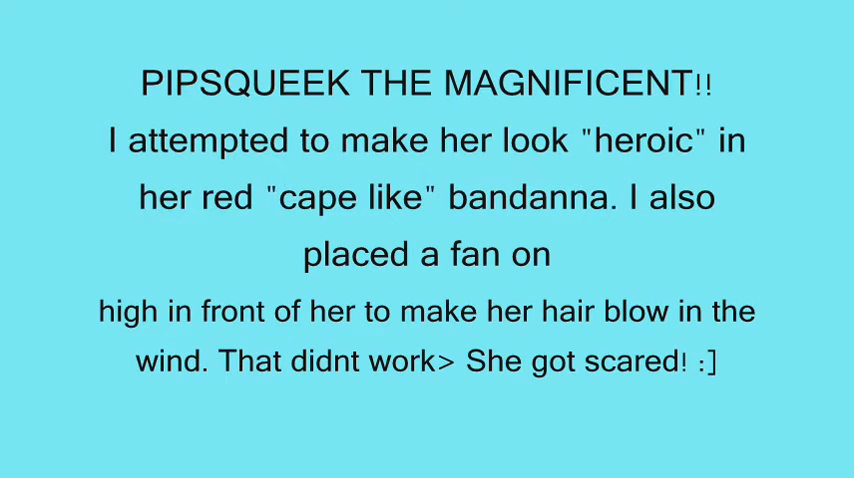 PIPSQUEEK THE MAGNIFICENT!!
I attempted to make her look "heroic" in
her red "cape like" bandanna. I also
placed a fan on
high in front of her to make her hair blow in the
wind. That didnt work> She got scared! :]